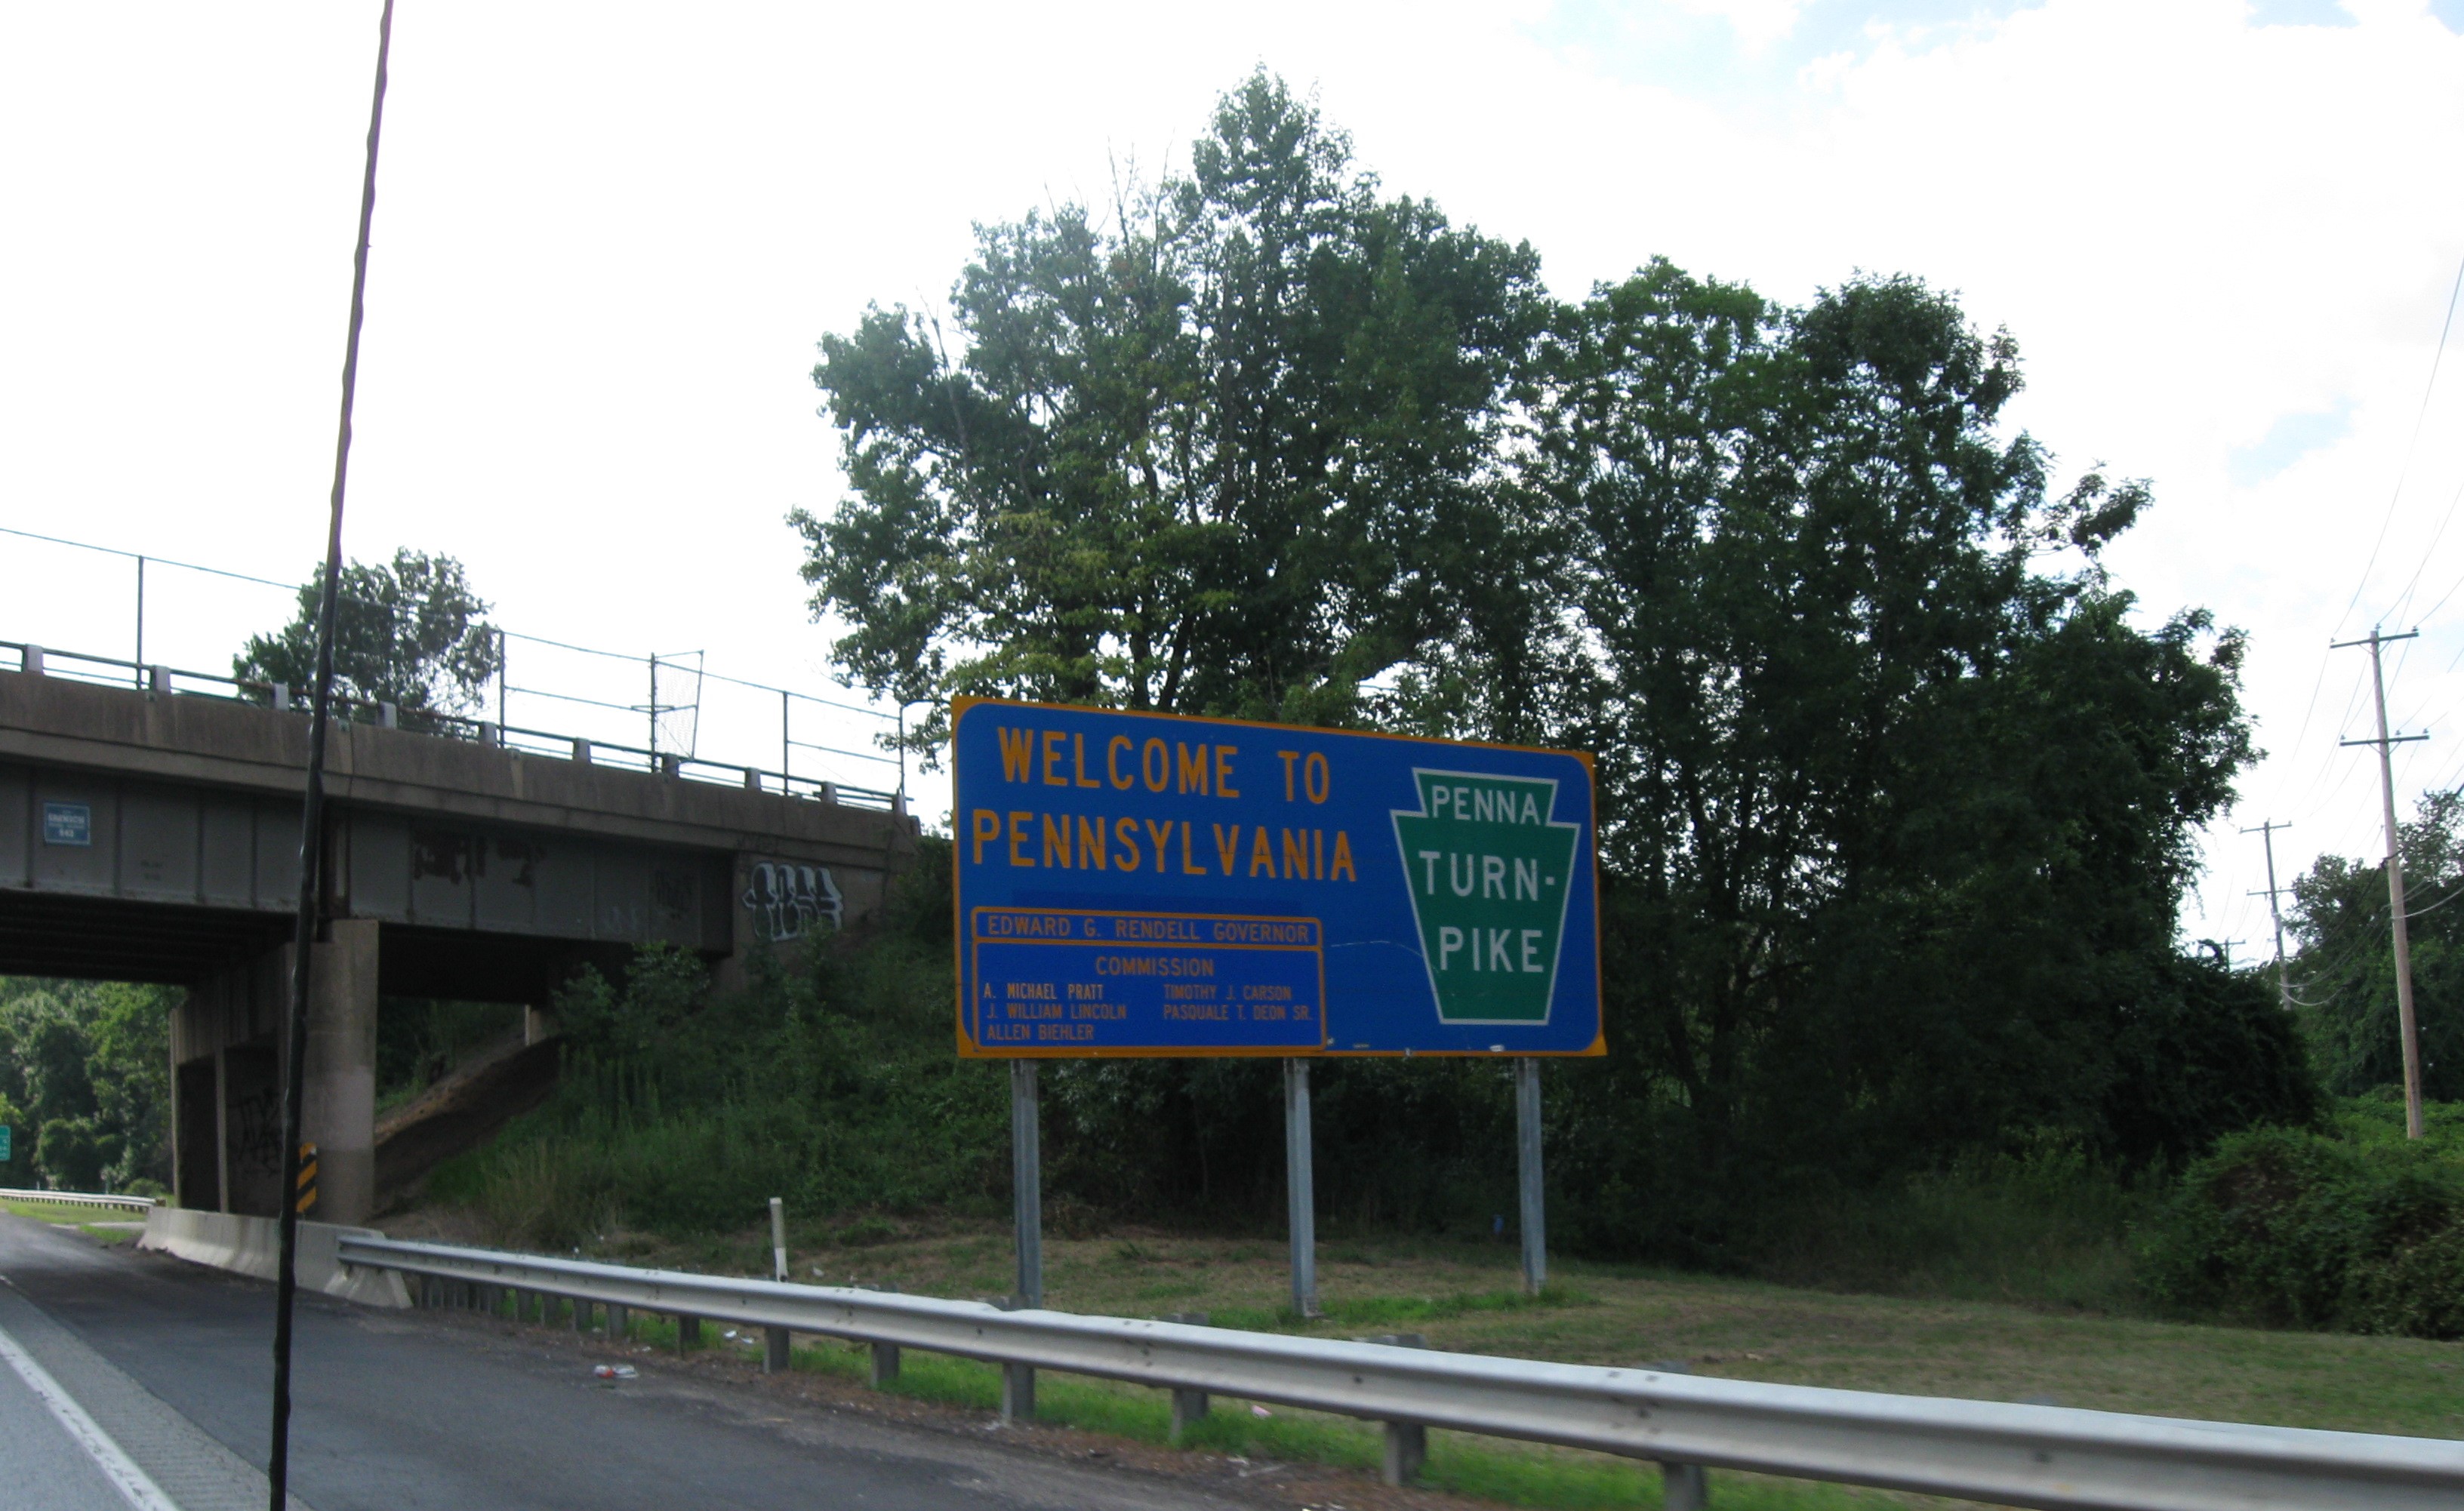 WELCOME TO
PENNSYLVANIA
EDWARD G. RENDELL GOVERNOR
COMMISSION
A. MICHAEL PRATT
TIMOTHY J. CARSON
J. WILLIAM LINCOLN
PASQUALE T. DEON SR.
ALLEN BIEHLER
PENNA
TURN-
PIKE